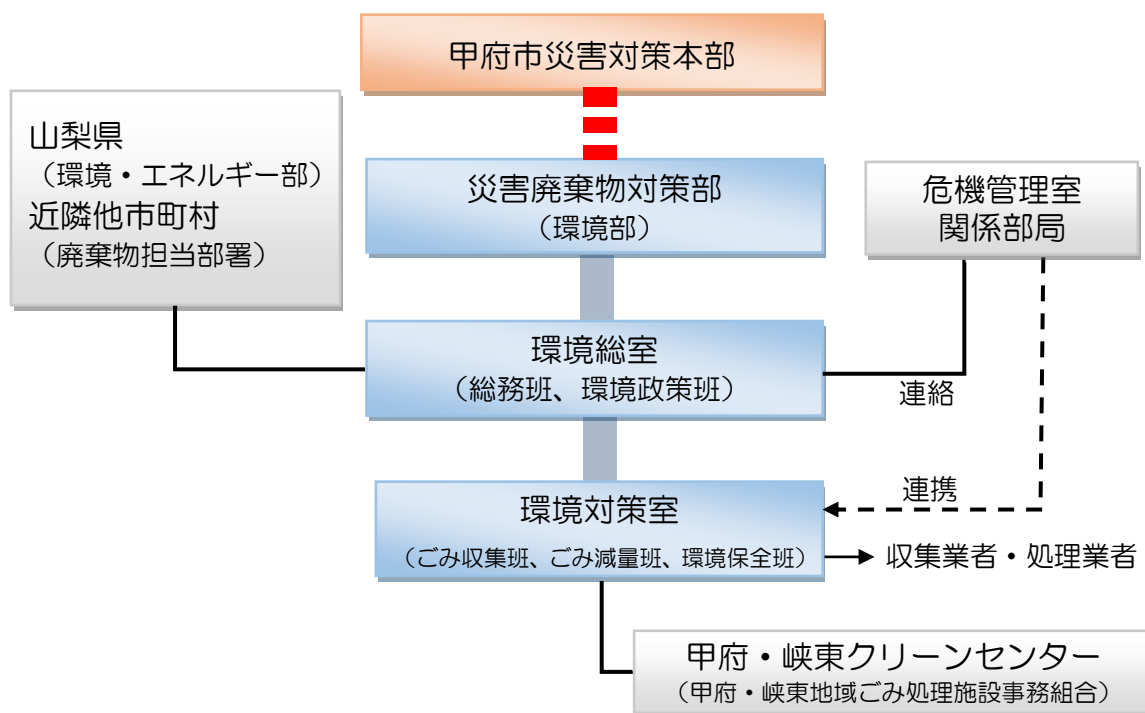 甲府市災害対策本部
山梨県
（環境・エネルギー部）
近隣他市町村
（廃棄物担当部署）
災害廃棄物対策部
（環境部）
危機管理室
関係部局
環境総室
（総務班、環境政策班）
連絡
環境対策室
（ごみ収集班、ごみ減量班、環境保全班）
連携
収集業者・処理業者
甲府・峡東クリーンセンター
（甲府・峡東地域ごみ処理施設事務組合）